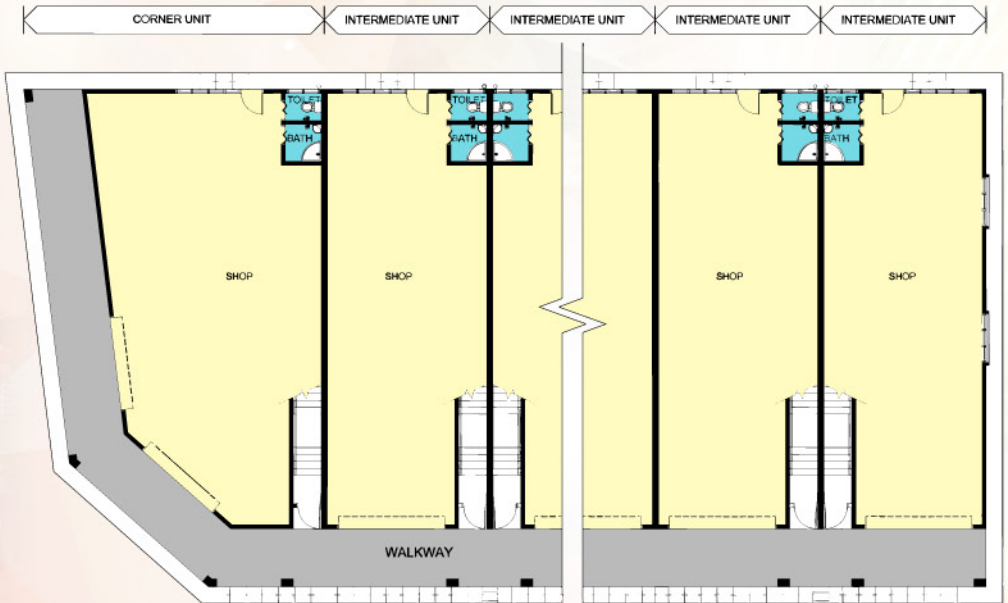 CORNER UNIT
INTERMEDIATE UNIT
INTERMEDIATE UNIT
INTERMEDIATE UNIT
INTERMEDIATE UNIT
TOILET
TOILET
TOILET
BATH
BATH
BATH
SHOP
SHOP
SHOP
SHOP
WALKWAY